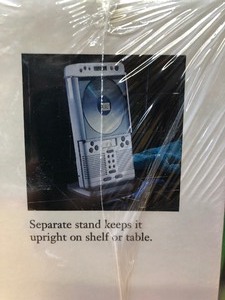 Separate stand keeps it
upright on shelf or table.